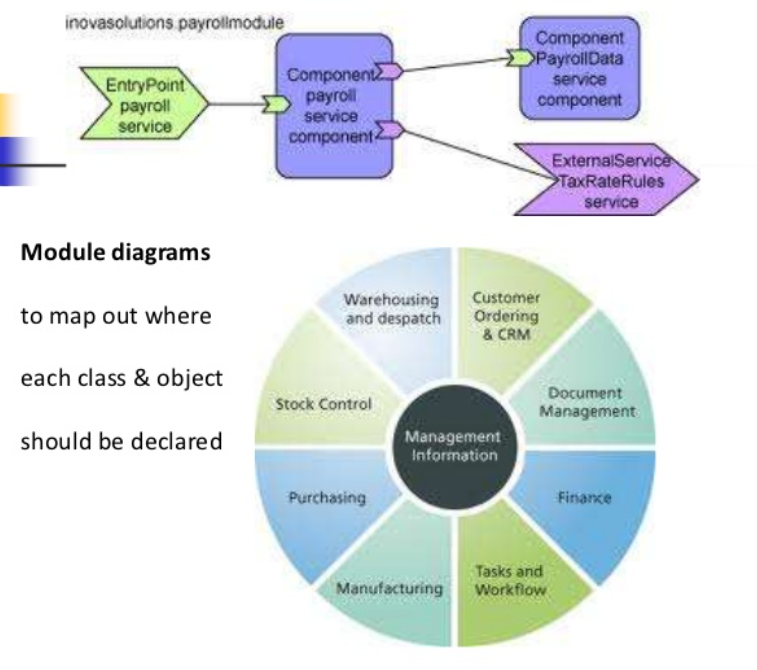 inovasolutions.payrollmodule
EntryPoint
payroll
service
Component
payroll
service
component
Component
PayrollData
service
component
ExternalService
TaxRateRules
service
Module diagrams
to map out where
each class & object
should be declared
Warehousing
and despatch
Customer
Ordering
& CRM
Stock Control
Document
Management
Management
Information
Purchasing
Finance
Manufacturing
Tasks and
Workflow